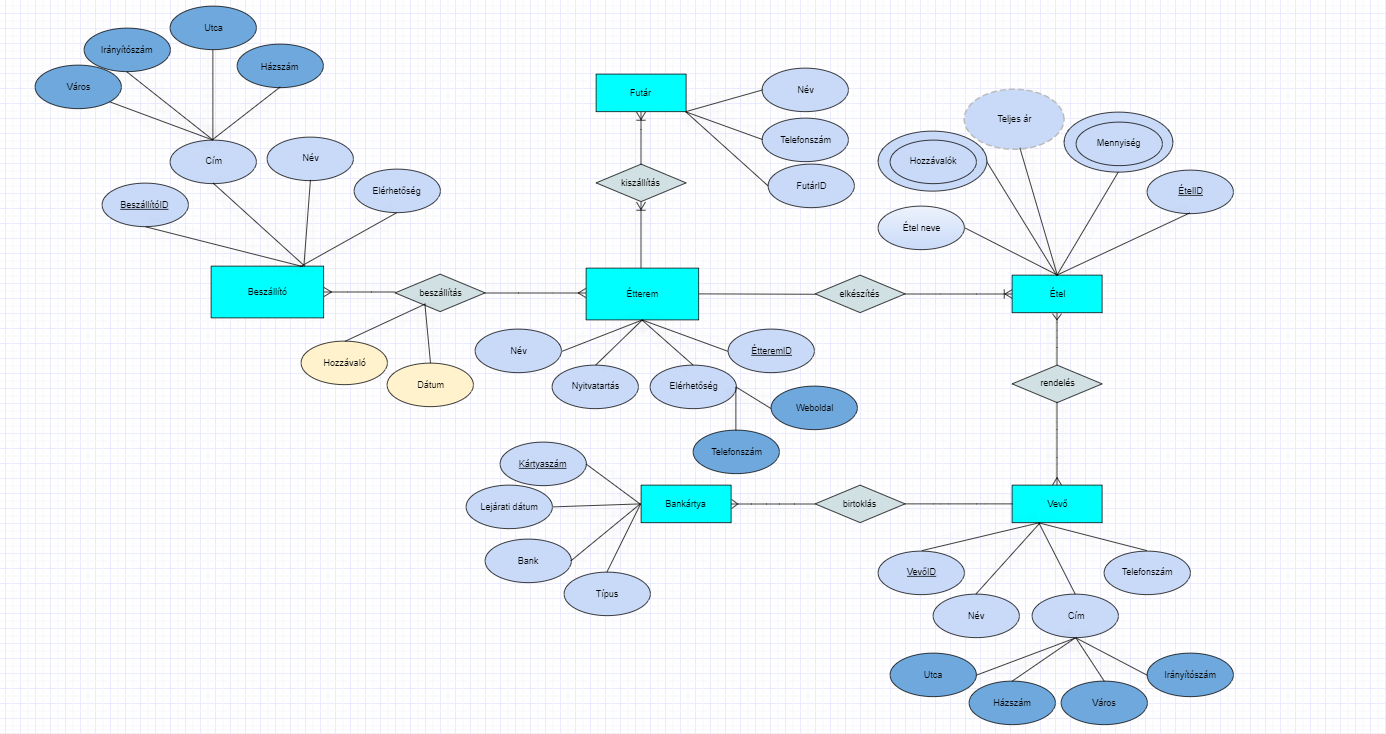 Utca
Irányítószám
Házszám
Város
Cím
Név
Elérhetőség
BeszállítóID
Beszállító
beszállítás
Hozzávaló
Dátum
Futár
Név
Telefonszám
FutárID
kiszállítás
Étterem
Név
Nyitvatartás
Elérhetőség
ÉtteremID
Weboldal
Telefonszám
elkészítés
Teljes ár
Hozzávalók
Mennyiség
ÉtelID
Étel neve
Étel
rendelés
Kártyaszám
Lejárati dátum
Bank
Típus
Bankártya
birtoklás
Vevő
VevőID
Név
Cím
Telefonszám
Utca
Házszám
Város
Irányítószám